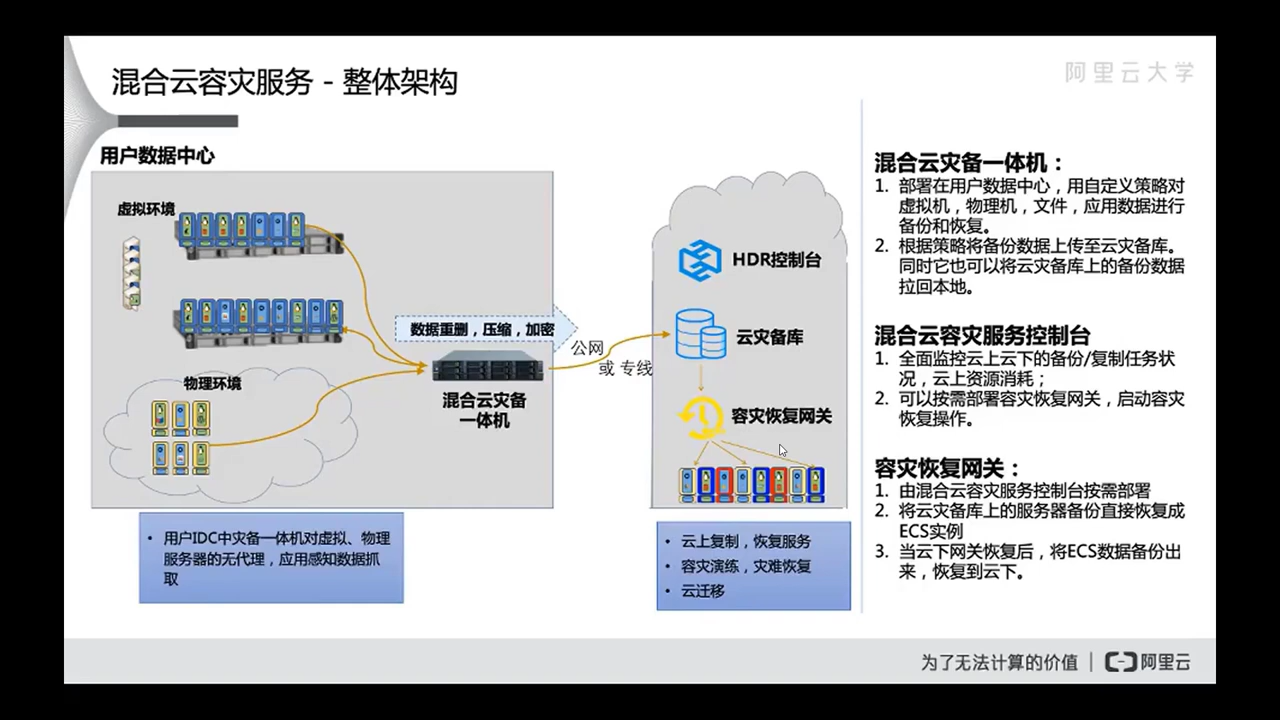 混合云容灾服务 - 整体架构
阿里云大学
用户数据中心
虚拟环境
物理环境
数据重删，压缩，加密
公网
或 专线
混合云灾备
一体机
HDR控制台
云灾备库
容灾恢复网关
• 用户IDC中灾备一体机对虚拟、物理
服务器的无代理，应用感知数据抓
取
• 云上复制，恢复服务
• 容灾演练，灾难恢复
• 云迁移
混合云灾备一体机：
1. 部署在用户数据中心，用自定义策略对
虚拟机，物理机，文件，应用数据进行
备份和恢复。
2. 根据策略将备份数据上传至云灾备库。
同时它也可以将云灾备库上的备份数据
拉回本地。
混合云容灾服务控制台
1. 全面监控云上云下的备份/复制任务状
况，云上资源消耗；
2. 可以按需部署容灾恢复网关，启动容灾
恢复操作。
容灾恢复网关：
1. 由混合云容灾服务控制台按需部署
2. 将云灾备库上的服务器备份直接恢复成
ECS实例
3. 当云下网关恢复后，将ECS数据备份出
来，恢复到云下。
为了无法计算的价值 | 阿里云